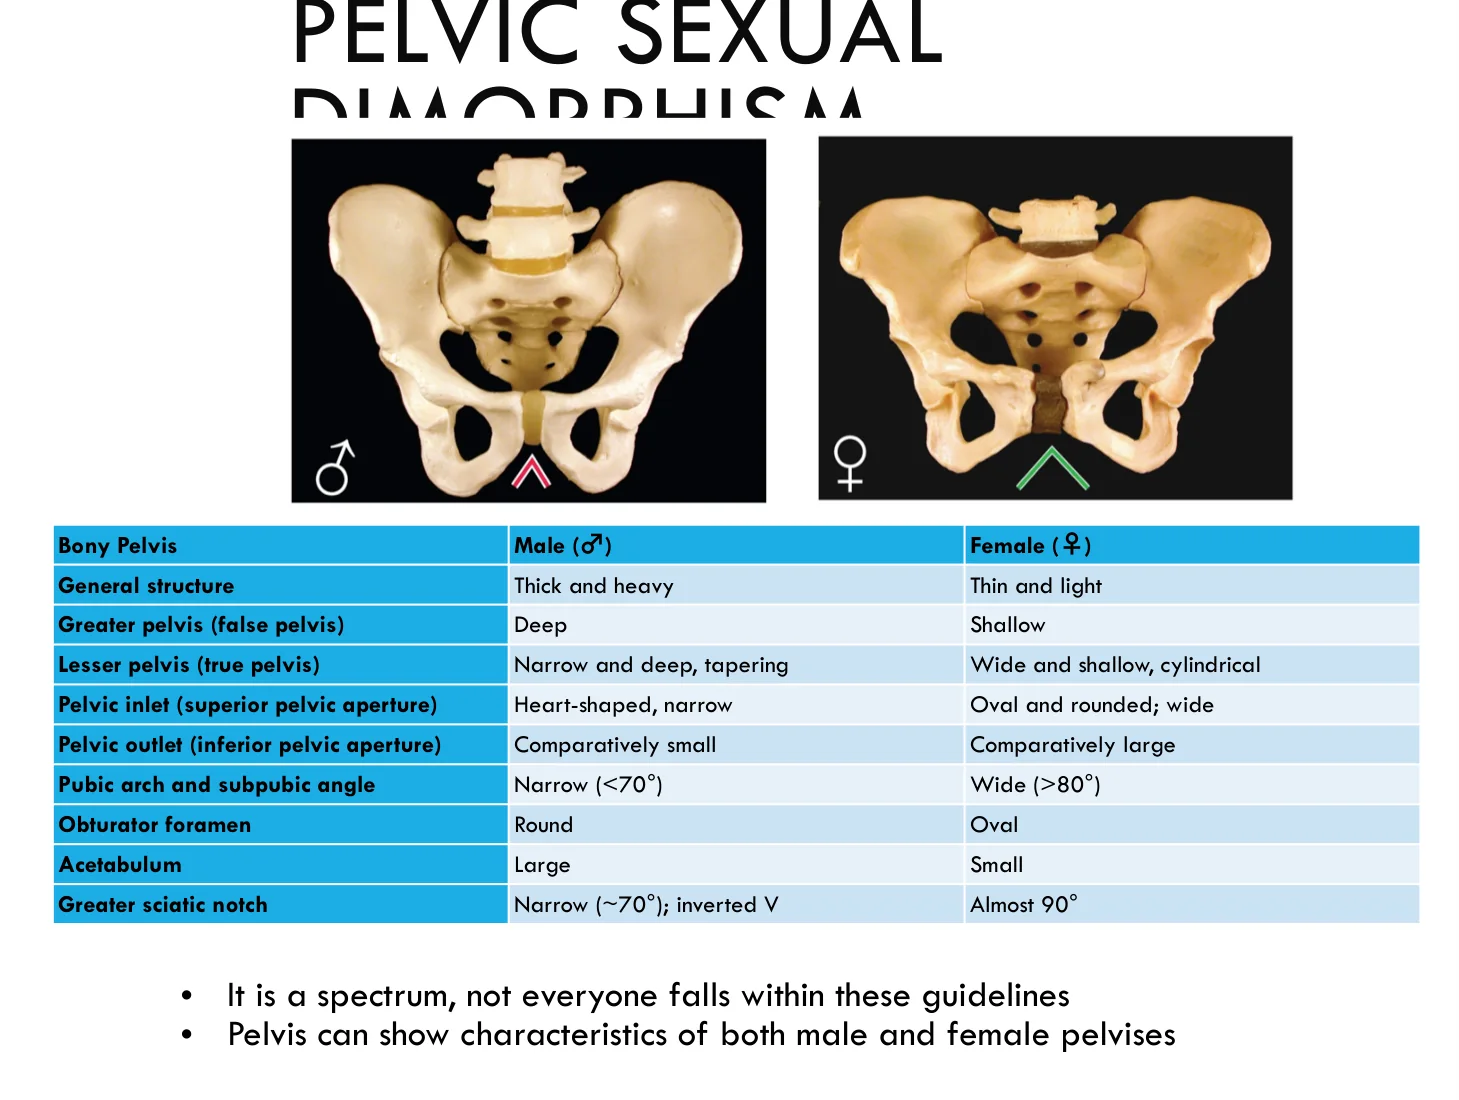 PELVIC SEXUAL
DIMORPHISM
♂
♀
Bony Pelvis Male (♂) Female (♀)
General structure Thick and heavy Thin and light
Greater pelvis (false pelvis) Deep Shallow
Lesser pelvis (true pelvis) Narrow and deep, tapering Wide and shallow, cylindrical
Pelvic inlet (superior pelvic aperture) Heart-shaped, narrow Oval and rounded; wide
Pelvic outlet (inferior pelvic aperture) Comparatively small Comparatively large
Pubic arch and subpubic angle Narrow (<70°) Wide (>80°)
Obturator foramen Round Oval
Acetabulum Large Small
Greater sciatic notch Narrow (~70°); inverted V Almost 90°
• It is a spectrum, not everyone falls within these guidelines
• Pelvis can show characteristics of both male and female pelvises